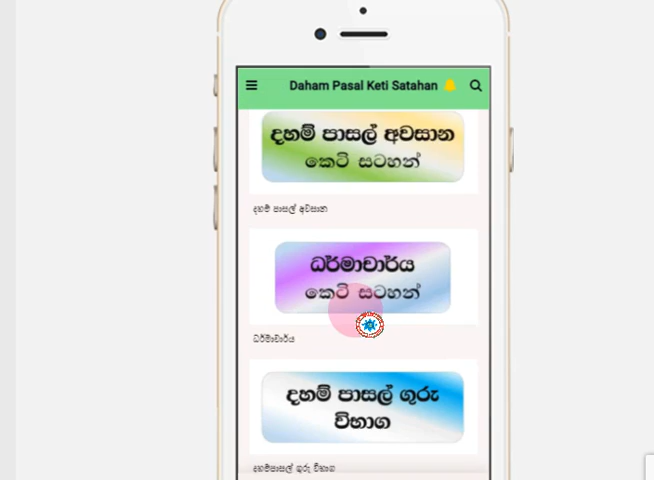 Daham Pasal Keti Satahan
දහම් පාසල් අවසාන
කෙටි සටහන්
දහම් පාසල් අවසාන
ධර්මාචාර්ය
කෙටි සටහන්
ධර්මාචාර්ය
දහම් පාසල් ගුරු
විභාග
දහම්පාසල් ගුරු විභාග